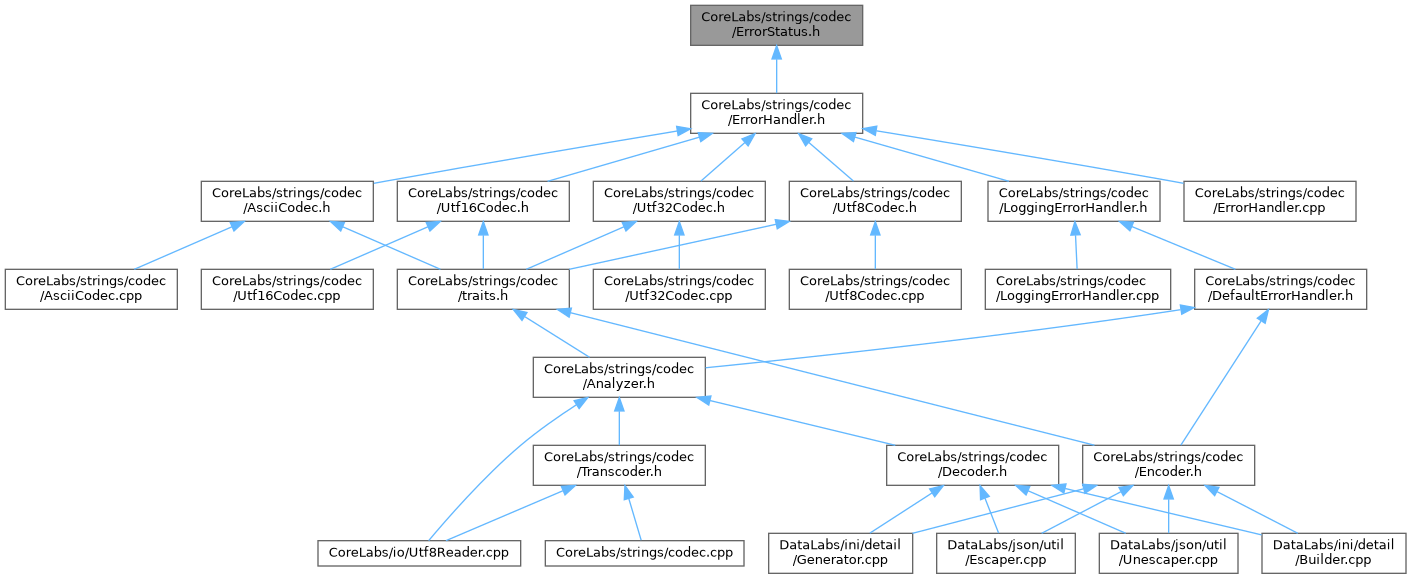 CoreLabs/strings/codec
/ErrorStatus.h
CoreLabs/strings/codec
/ErrorHandler.h
CoreLabs/strings/codec
/AsciiCodec.h
CoreLabs/strings/codec
/Utf16Codec.h
CoreLabs/strings/codec
/Utf32Codec.h
CoreLabs/strings/codec
/Utf8Codec.h
CoreLabs/strings/codec
/LoggingErrorHandler.h
CoreLabs/strings/codec
/ErrorHandler.cpp
CoreLabs/strings/codec
/AsciiCodec.cpp
CoreLabs/strings/codec
/Utf16Codec.cpp
CoreLabs/strings/codec
/traits.h
CoreLabs/strings/codec
/Utf32Codec.cpp
CoreLabs/strings/codec
/Utf8Codec.cpp
CoreLabs/strings/codec
/LoggingErrorHandler.cpp
CoreLabs/strings/codec
/DefaultErrorHandler.h
CoreLabs/strings/codec
/Analyzer.h
CoreLabs/strings/codec
/Transcoder.h
CoreLabs/strings/codec
/Decoder.h
CoreLabs/strings/codec
/Encoder.h
CoreLabs/io/Utf8Reader.cpp
CoreLabs/strings/codec.cpp
DataLabs/ini/detail
/Generator.cpp
DataLabs/json/util
/Escaper.cpp
DataLabs/json/util
/Unescaper.cpp
DataLabs/ini/detail
/Builder.cpp